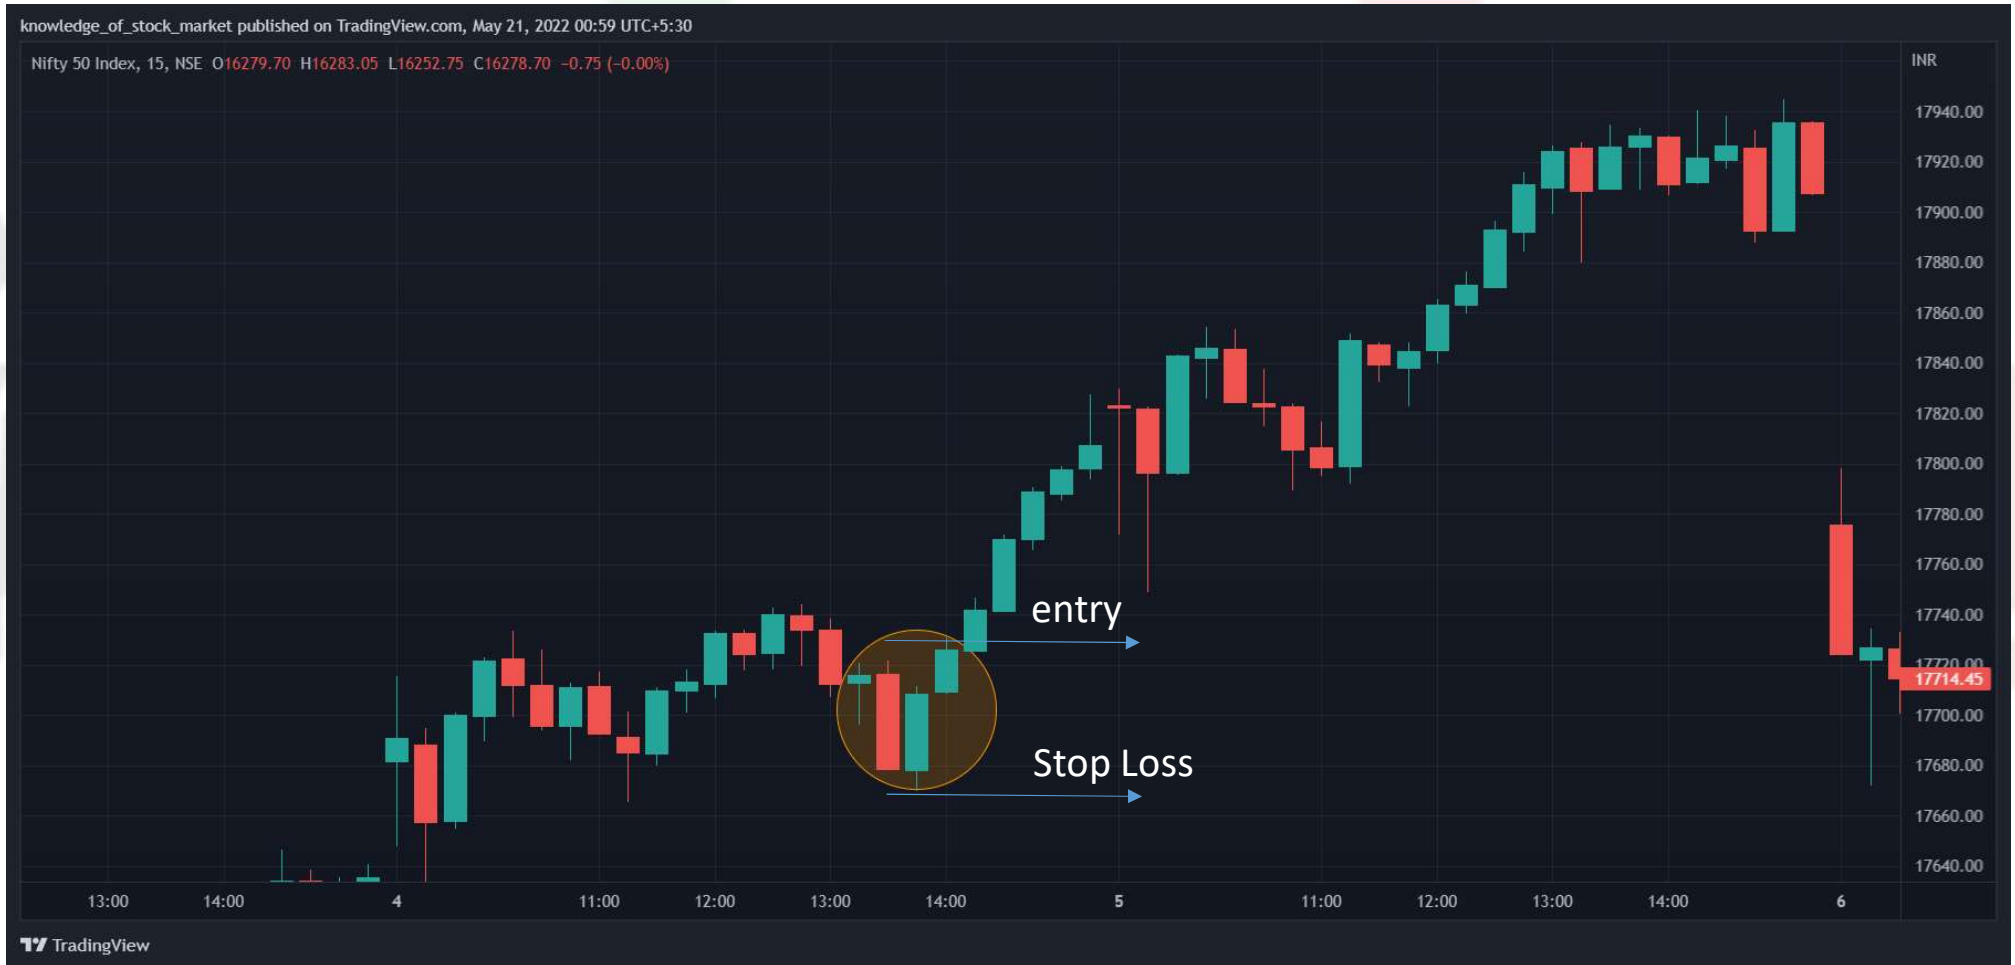 knowledge_of_stock_market published on TradingView.com, May 21, 2022 00:59 UTC+5:30
Nifty 50 Index, 15, NSE O16279.70 H16283.05 L16252.75 C16278.70 −0.75 (−0.00%)
INR
17940.00
17920.00
17900.00
17880.00
17860.00
17840.00
17820.00
17800.00
17780.00
17760.00
entry
17740.00
17720.00
17714.45
17700.00
Stop Loss
17680.00
17660.00
17640.00
13:00 14:00 4 11:00 12:00 13:00 14:00 5 11:00 12:00 13:00 14:00 6
TradingView